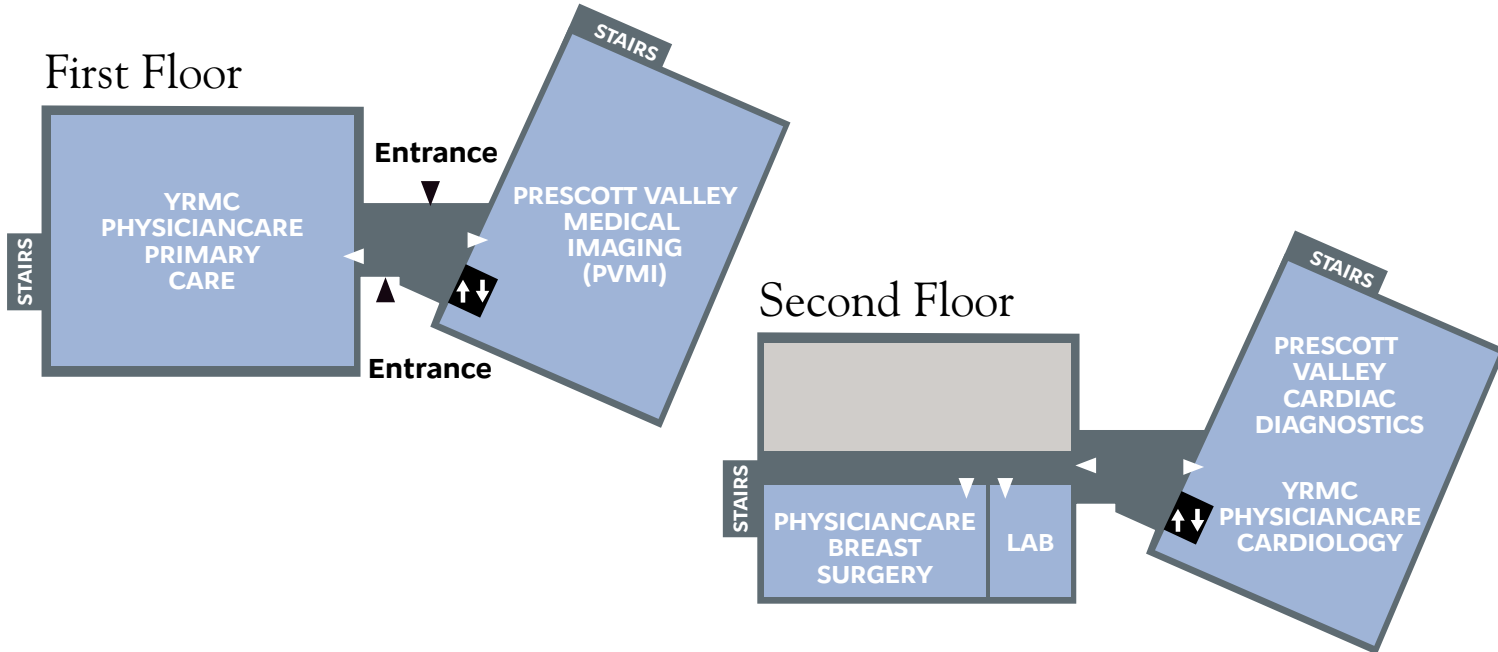 First Floor
STAIRS
Entrance
YRMC
PHYSICIANCARE
PRIMARY
CARE
PRESCOTT VALLEY
MEDICAL
IMAGING
(PVMI)
STAIRS
Entrance
Second Floor
STAIRS
PRESCOTT
VALLEY
CARDIAC
DIAGNOSTICS
STAIRS
PHYSICIANCARE
BREAST
SURGERY
LAB
YRMC
PHYSICIANCARE
CARDIOLOGY